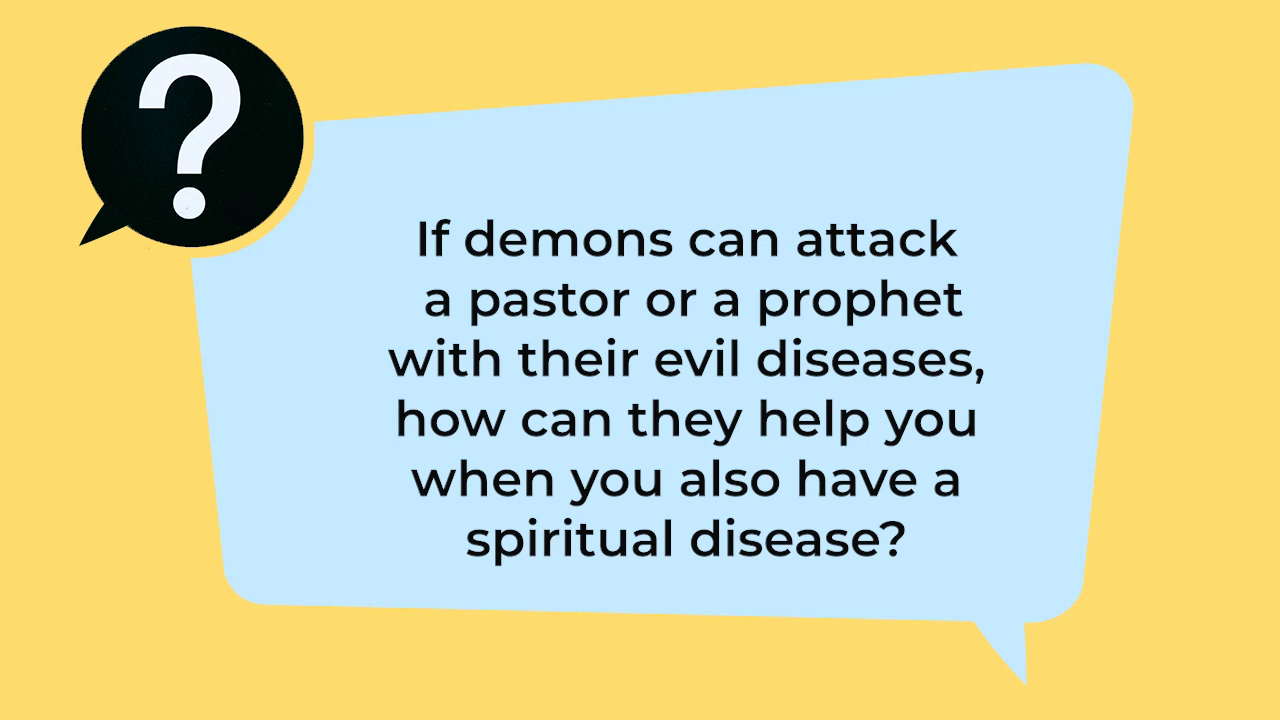 ?
If demons can attack
a pastor or a prophet
with their evil diseases,
how can they help you
when you also have a
spiritual disease?